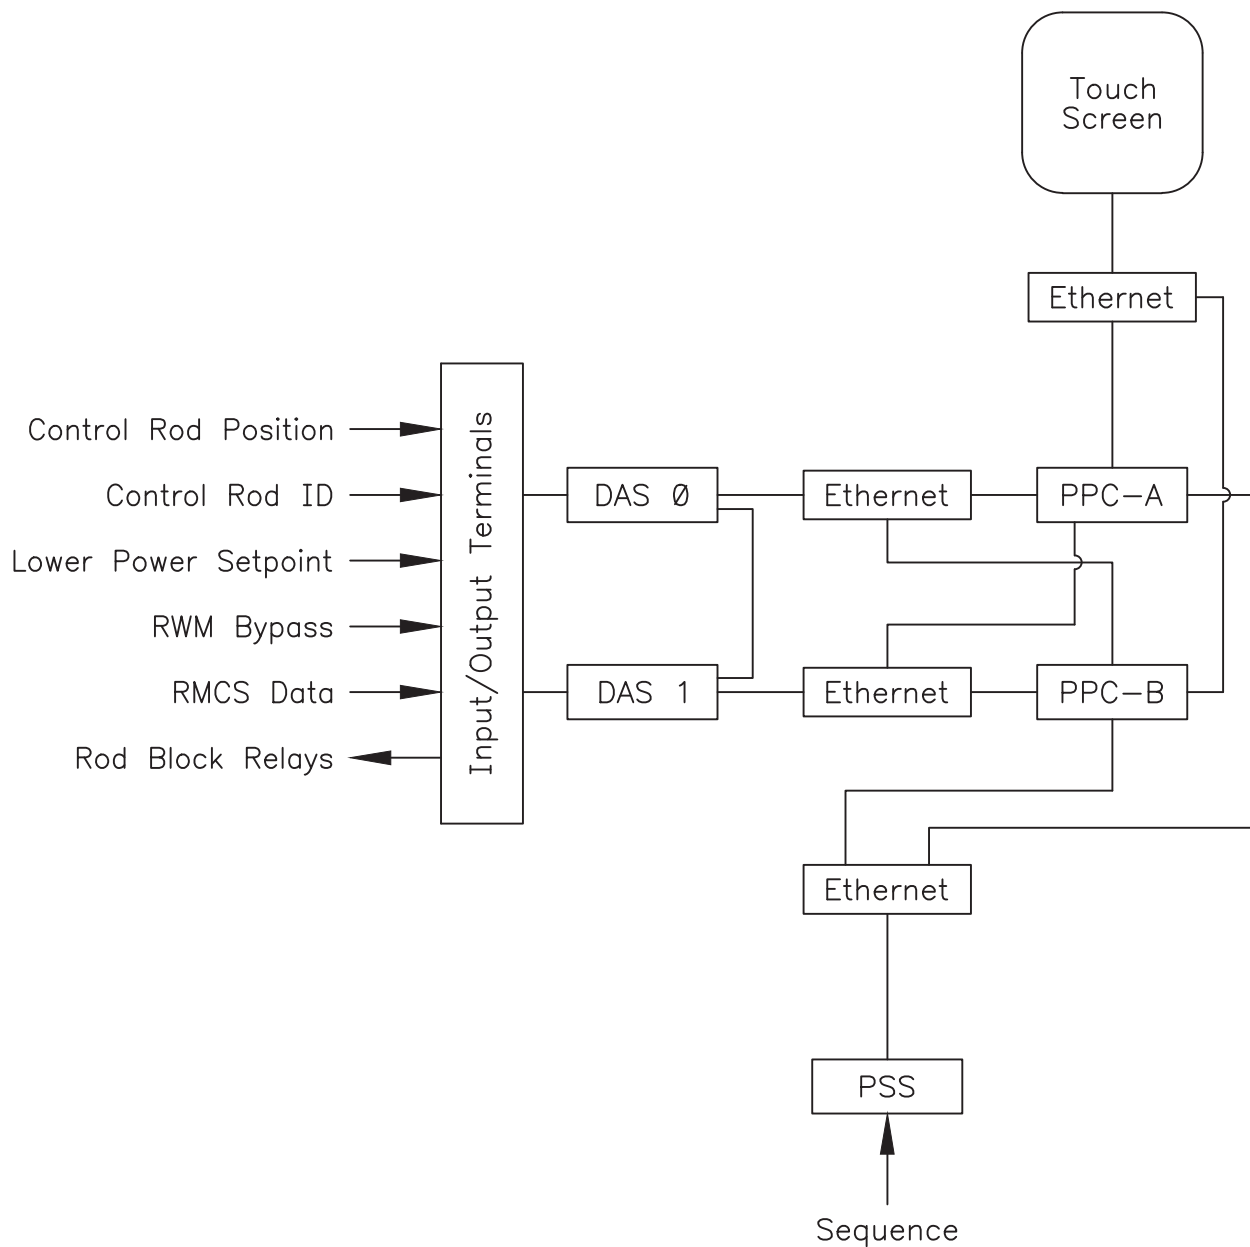 Touch
Screen
Ethernet
Control Rod Position
Control Rod ID
Lower Power Setpoint
RWM Bypass
RMCS Data
Rod Block Relays
Input/Output Terminals
DAS Ø
Ethernet
PPC-A
DAS 1
Ethernet
PPC-B
Ethernet
PSS
Sequence